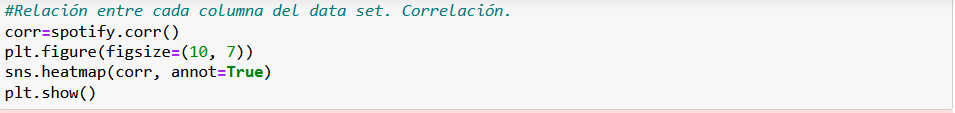 #Relación entre cada columna del data set. Correlación.
corr=spotify.corr()
plt.figure(figsize=(10, 7))
sns.heatmap(corr, annot=True)
plt.show()